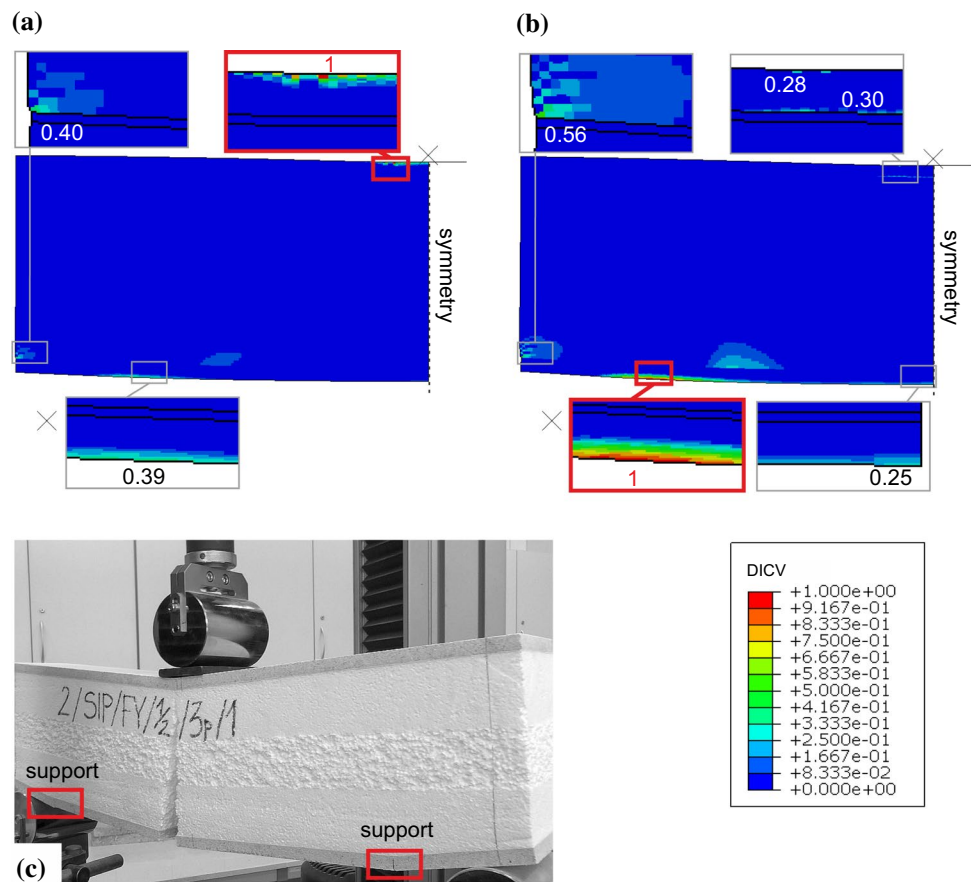 (a)
(b)
0.40
1
0.56
0.28
0.30
symmetry
symmetry
0.39
1
0.25
2/SIP/FY/1/2/3p/1
support
support
(c)
DICV
+1.000e+00
+9.167e-01
+8.333e-01
+7.500e-01
+6.667e-01
+5.833e-01
+5.000e-01
+4.167e-01
+3.333e-01
+2.500e-01
+1.667e-01
+8.333e-02
+0.000e+00